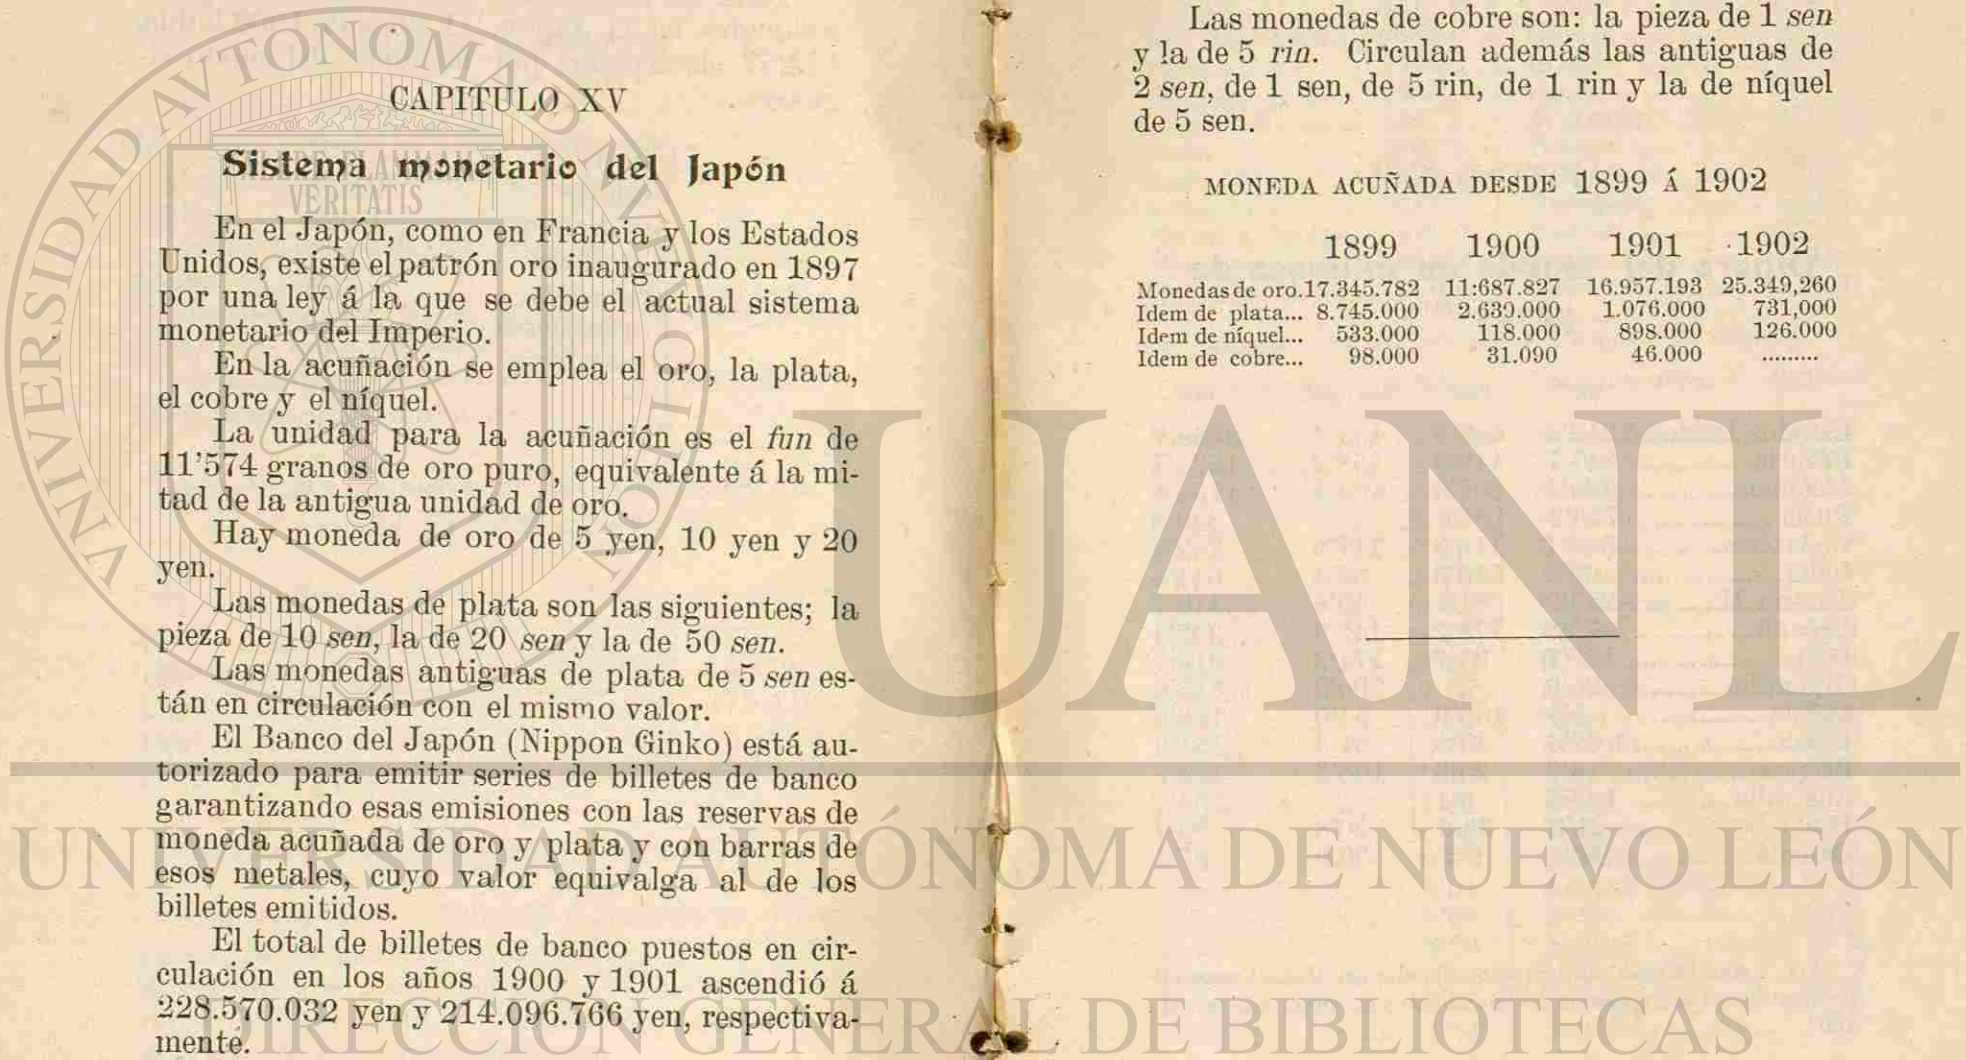 CAPITULO XV
Sistema monetario del Japón
En el Japón, como en Francia y los Estados
Unidos, existe el patrón oro inaugurado en 1897
por una ley á la que se debe el actual sistema
monetario del Imperio.
En la acuñación se emplea el oro, la plata,
el cobre y el níquel.
La unidad para la acuñación es el fun de
11'574 granos de oro puro, equivalente á la mi-
tad de la antigua unidad de oro.
Hay moneda de oro de 5 yen, 10 yen y 20
yen.
Las monedas de plata son las siguientes; la
pieza de 10 sen, la de 20 sen y la de 50 sen.
Las monedas antiguas de plata de 5 sen es-
tán en circulación con el mismo valor.
El Banco del Japón (Nippon Ginko) está au-
torizado para emitir series de billetes de banco
garantizando esas emisiones con las reservas de
moneda acuñada de oro y plata y con barras de
esos metales, cuyo valor equivalga al de los
billetes emitidos.
El total de billetes de banco puestos en cir-
culación en los años 1900 y 1901 ascendió á
228.570.032 yen y 214.096.766 yen, respectiva-
mente.
Las monedas de cobre son: la pieza de 1 sen
y la de 5 rin. Circulan además las antiguas de
2 sen, de 1 sen, de 5 rin, de 1 rin y la de níquel
de 5 sen.
MONEDA ACUÑADA DESDE 1899 Á 1902
1899 1900 1901 1902
Monedas de oro. 17.345.782 11:687.827 16.957.193 25.349,260
Idem de plata... 8.745.000 2.639.000 1.076.000 731,000
Idem de níquel... 533.000 118.000 898.000 126.000
Idem de cobre... 98.000 31.090 46.000 .........
UNIVERSIDAD AUTÓNOMA DE NUEVO LEÓN
VERITATIS
UANL
UNIVERSIDAD AUTÓNOMA DE NUEVO LEÓN
DIRECCIÓN GENERAL DE BIBLIOTECAS